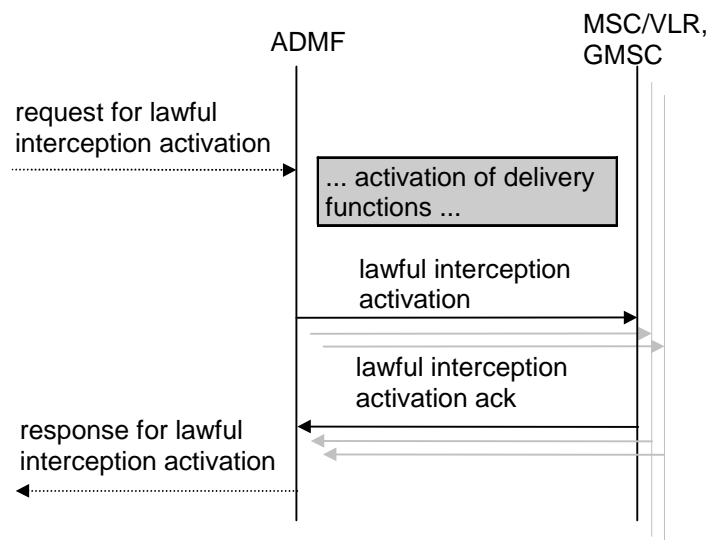 ADMF
MSC/VLR,
GMSC
request for lawful
interception activation
... activation of delivery
functions ...
lawful interception
activation
lawful interception
activation ack
response for lawful
interception activation